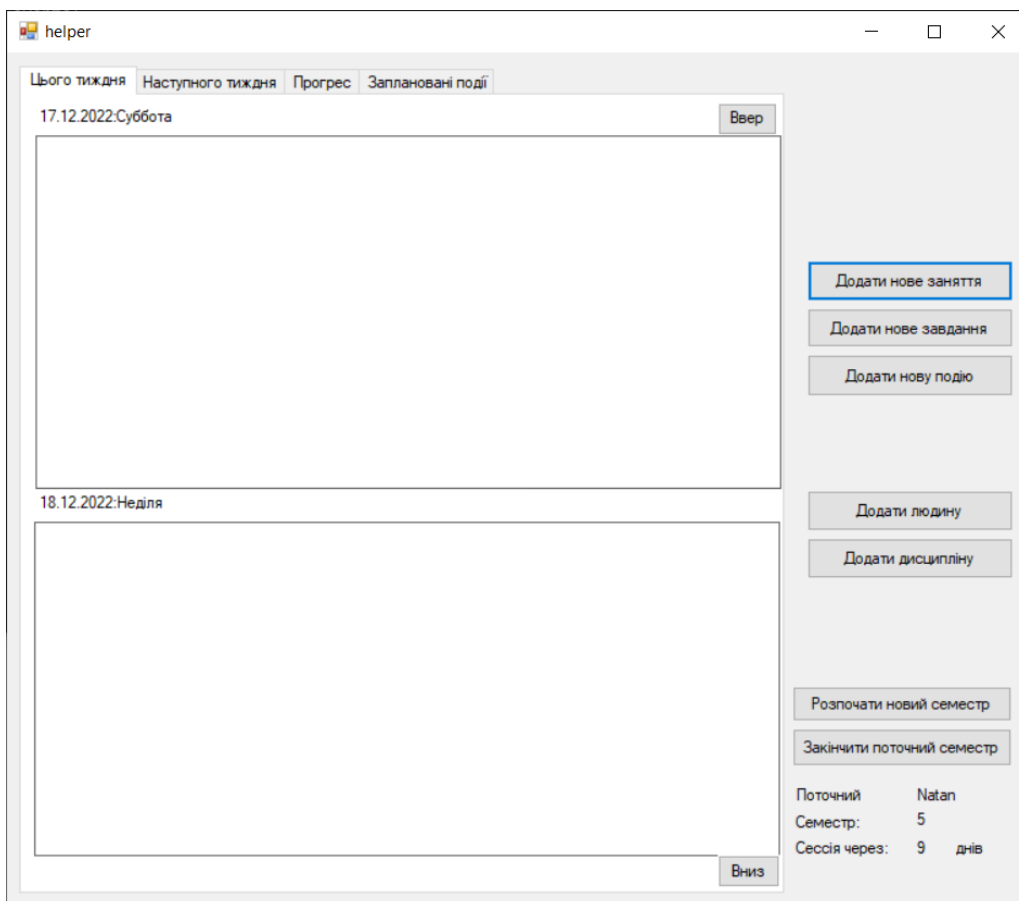 helper
Цього тиждня Наступного тиждня Прогрес Заплановані події
17.12.2022:Суббота Ввер
Додати нове заняття
Додати нове завдання
Додати нову подію
18.12.2022:Неділя
Додати людину
Додати дисципліну
Розпочати новий семестр
Закінчити поточний семестр
Поточний Natan
Семестр: 5
Сессія через: 9 днів
Вниз